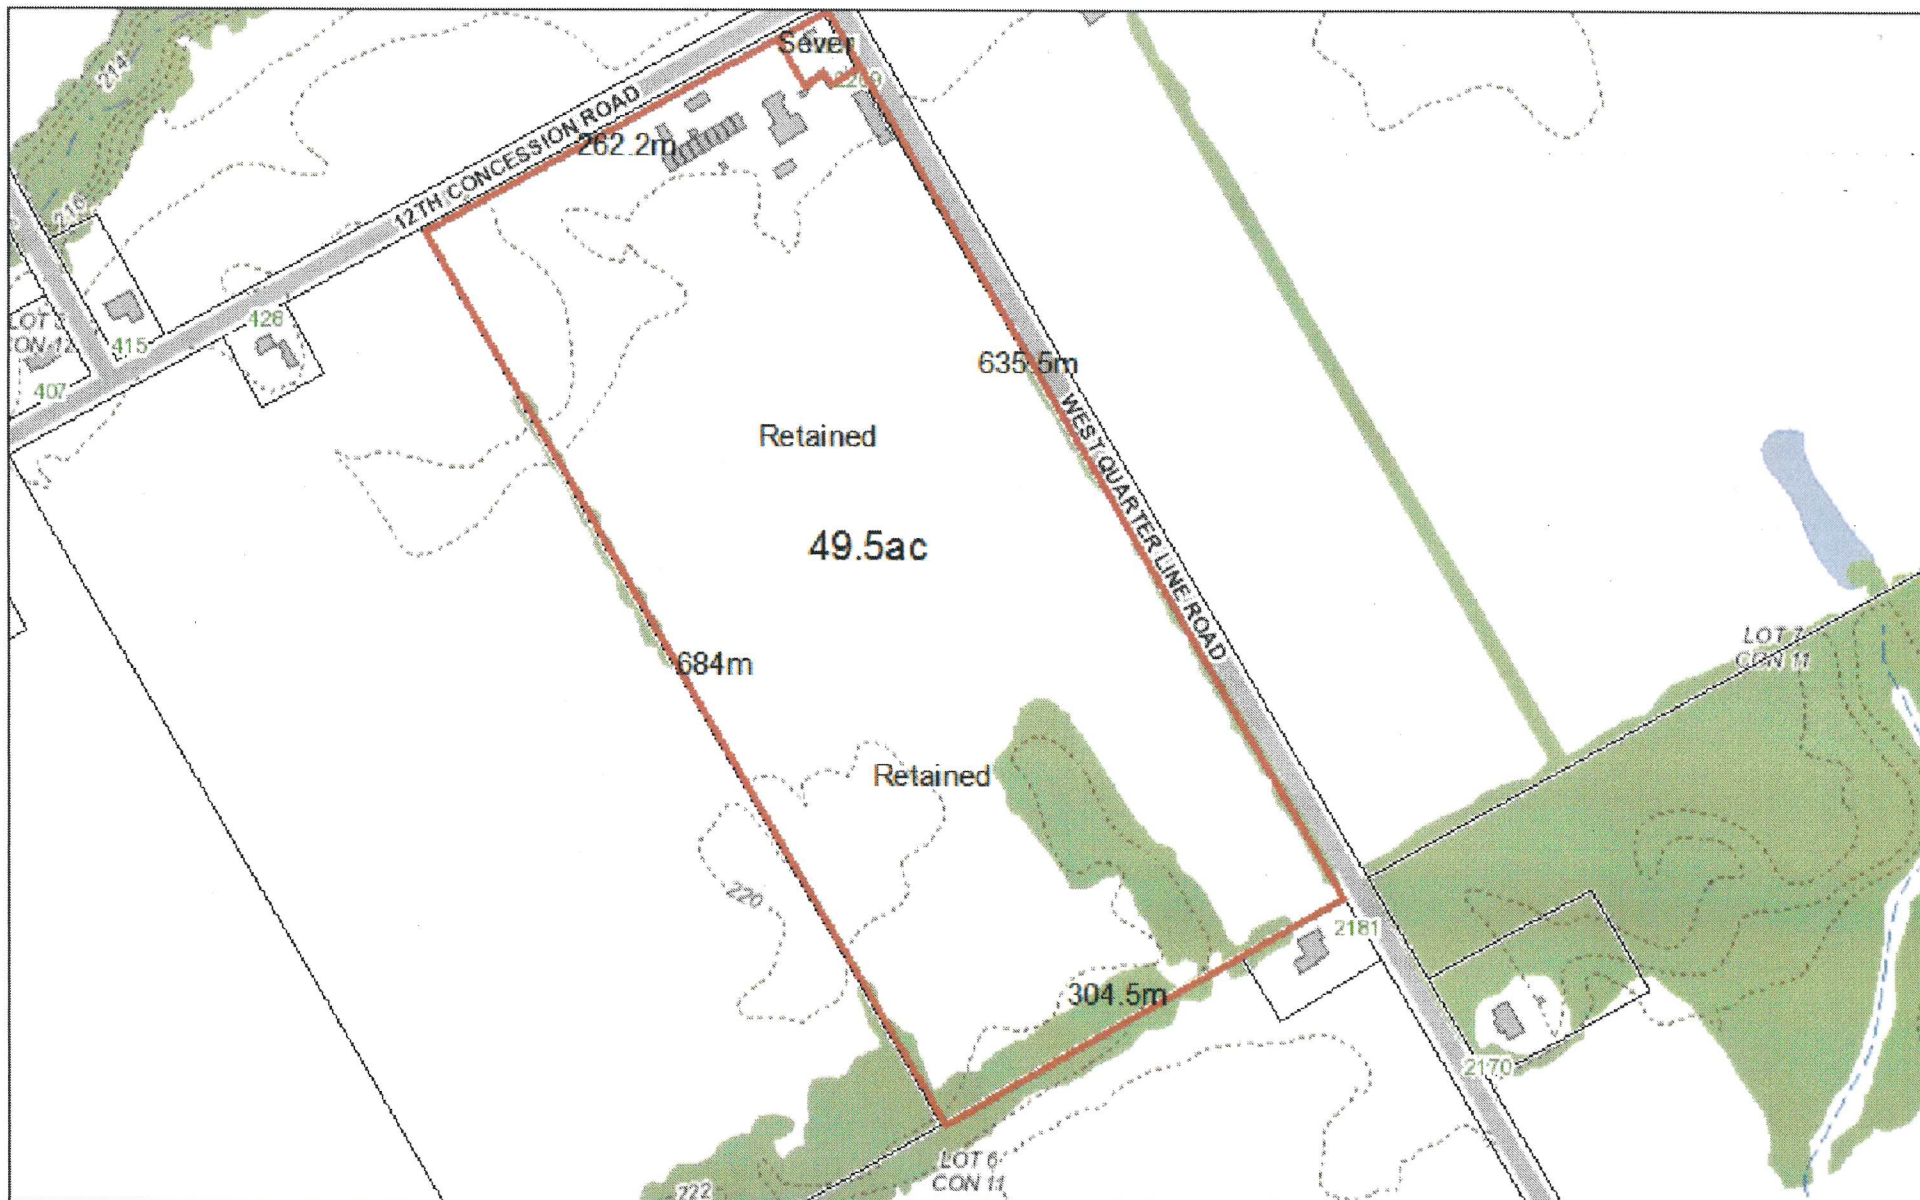 Sever
214
12TH CONCESSION ROAD
262.2m
216
428
415
407
635.5m
WEST QUARTER LINE ROAD
Retained
49.5ac
684m
LOT 7
CON 11
Retained
220
2181
304.5m
2170
LOT 6
CON 11
222